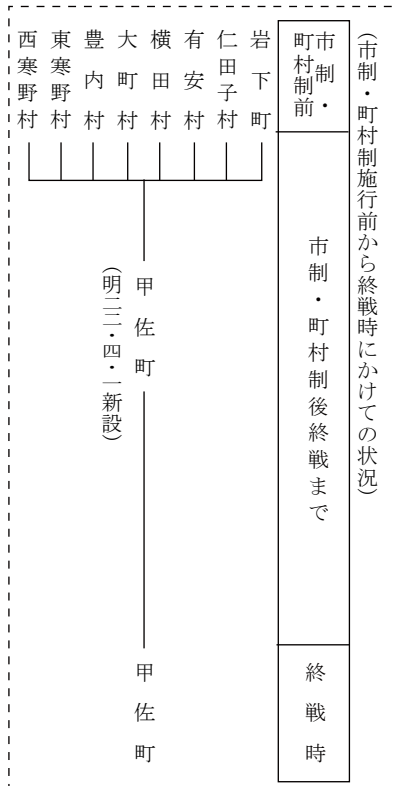 (市制・町村制施行前から終戦時にかけての状況)
市制・
町村制前
市制・町村制後終戦まで
終戦時
岩下町
仁田子村
有安村
横田村
大町村
豊内村
東寒野村
西寒野村
甲佐町
(明二二・四・一新設)
甲佐町